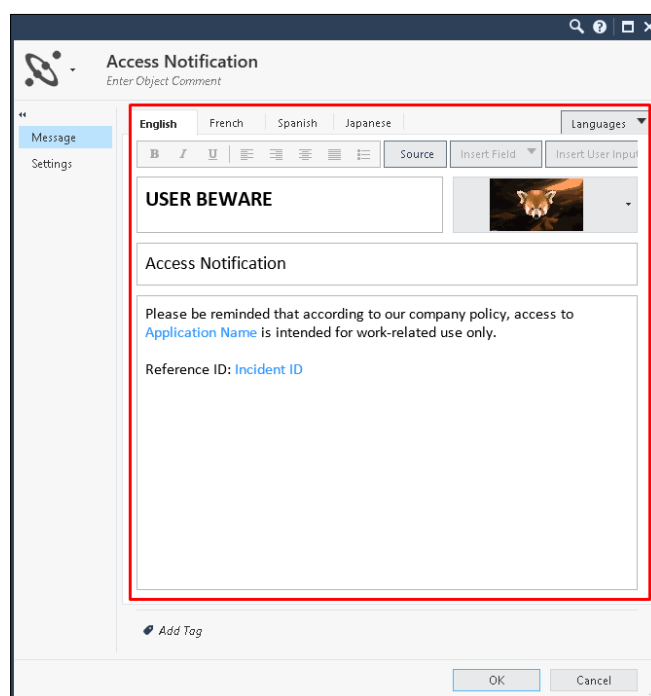 Access Notification
Enter Object Comment
Message
Settings
English French Spanish Japanese Languages
B I U Source Insert Field Insert User Input
USER BEWARE
Access Notification
Please be reminded that according to our company policy, access to
Application Name is intended for work-related use only.
Reference ID: Incident ID
Add Tag
OK Cancel